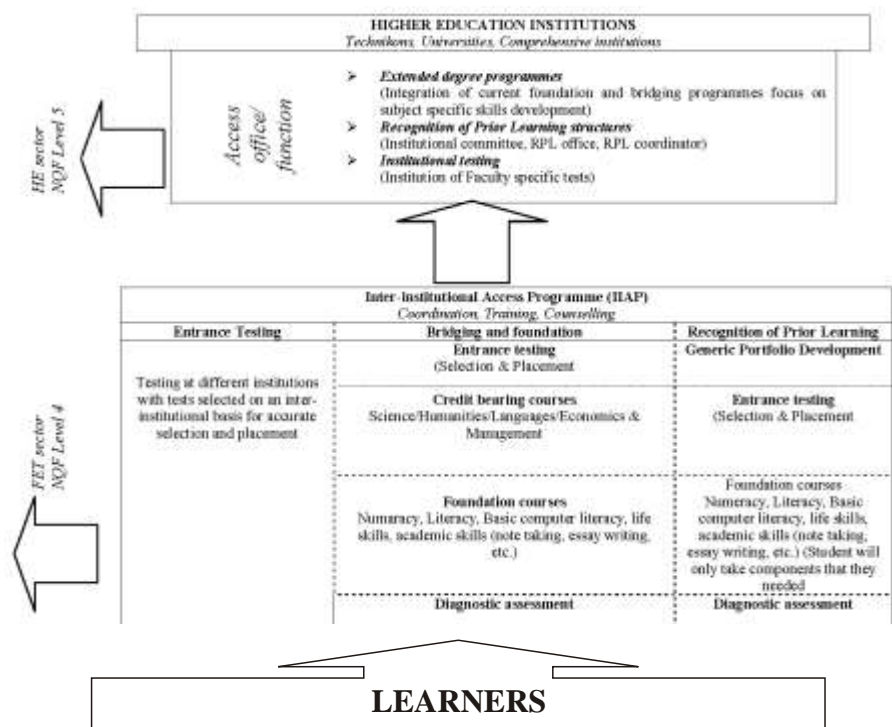 HIGHER EDUCATION INSTITUTIONS
Technikons, Universities, Comprehensive institutions
HE sector
NQF Level 5
Access
office/
function
➢ Extended degree programmes
(Integration of current foundation and bridging programmes focus on
subject specific skills development)
➢ Recognition of Prior Learning structures
(Institutional committee, RPL office, RPL coordinator)
➢ Institutional testing
(Institution of Faculty specific tests)
Inter-Institutional Access Programme (IIAP)
Coordination, Training, Counselling
FET sector
NQF Level 4
Entrance Testing
Testing at different institutions
with tests selected on an inter-
institutional basis for accurate
selection and placement
Bridging and foundation
Entrance testing
(Selection & Placement
Credit bearing courses
Science/Humanities/Languages/Economics &
Management
Foundation courses
Numaracy, Literacy, Basic computer literacy, life
skills, academic skills (note taking, essay writing,
etc.)
Diagnostic assessment
Recognition of Prior Learning
Generic Portfolio Development
Entrance testing
(Selection & Placement
Foundation courses
Numeracy, Literacy, Basic
computer literacy, life skills,
academic skills (note taking,
essay writing, etc.) (Student will
only take components that they
needed
Diagnostic assessment
LEARNERS